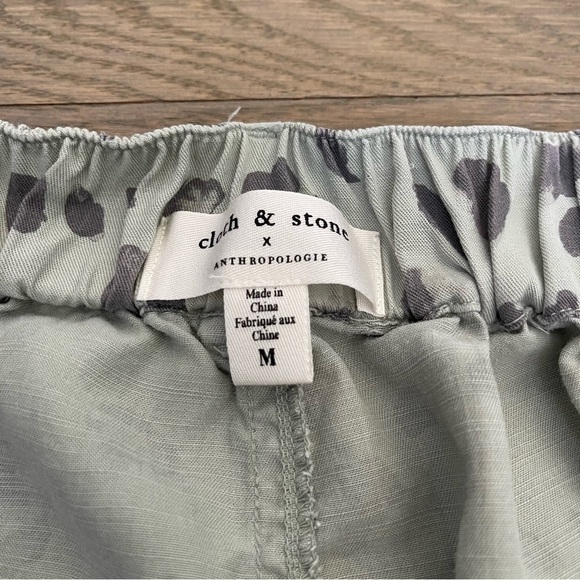 cloth & stone
x
ANTHROPOLOGIE
Made in
China
Fabriqué aux
Chine
M